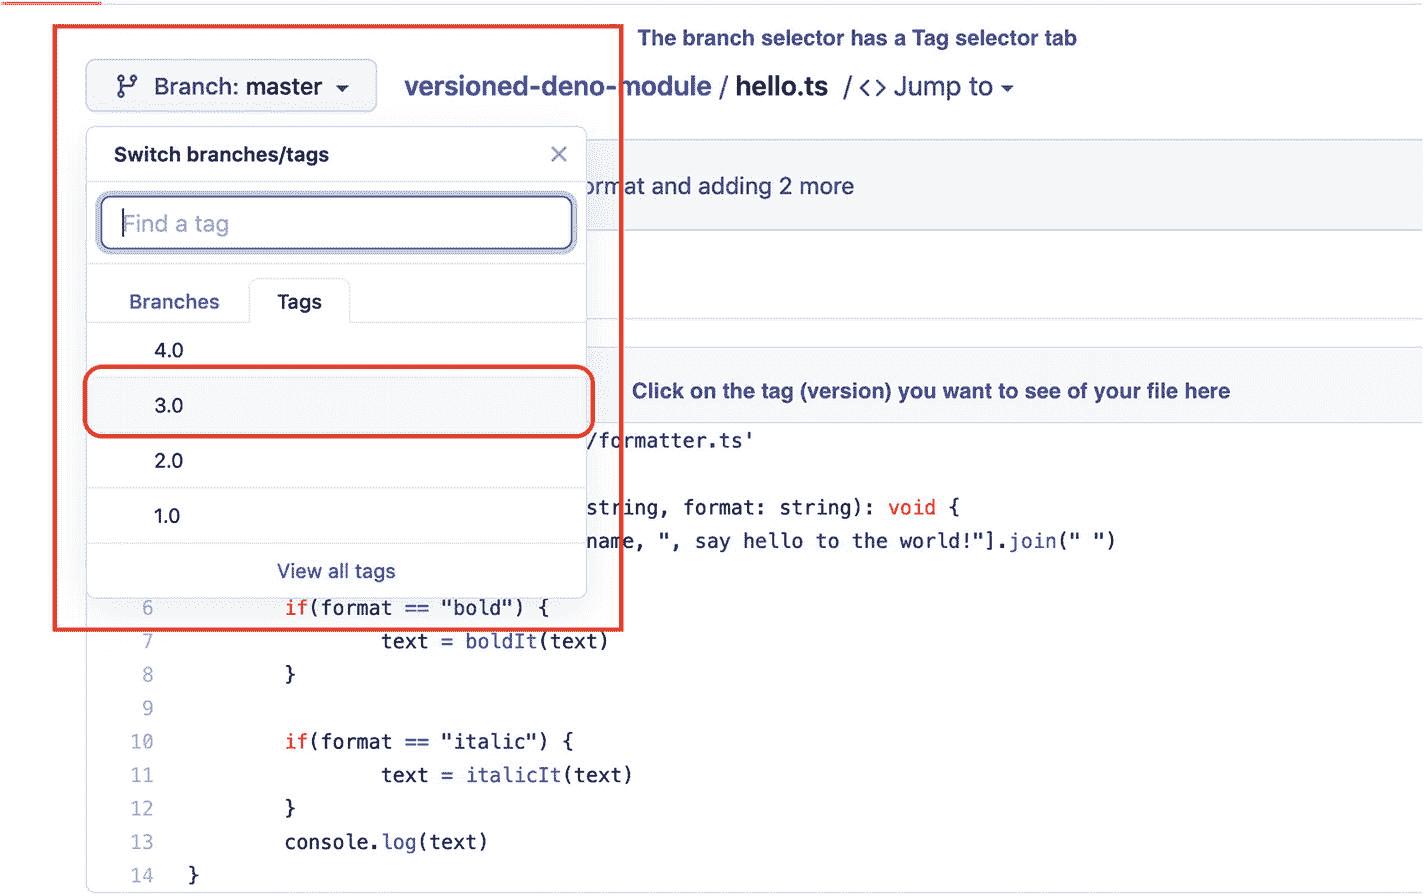 The branch selector has a Tag selector tab
Branch: master versioned-deno-module / hello.ts / <> Jump to
Switch branches/tags ×
format and adding 2 more
Find a tag
Branches Tags
4.0
3.0 Click on the tag (version) you want to see of your file here
/formatter.ts'
2.0
string, format: string): void {
1.0
name, ", say hello to the world!"].join(" ")
View all tags
6 if(format == "bold") {
7 text = boldIt(text)
8 }
9
10 if(format == "italic") {
11 text = italicIt(text)
12 }
13 console.log(text)
14 }